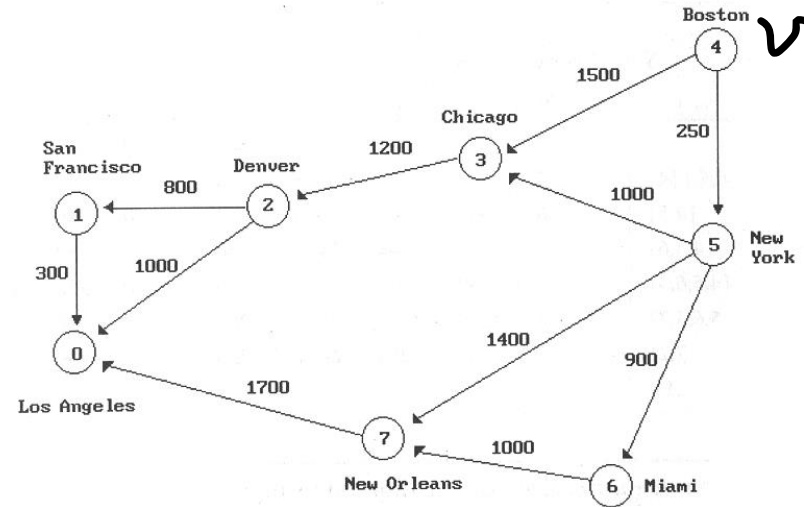 Boston
4
V
1500
Chicago
250
San
Francisco
Denver
1200
3
800
1000
1
2
5
New
York
300
1000
0
1400
900
Los Angeles
1700
7
1000
New Orleans
6
Miami